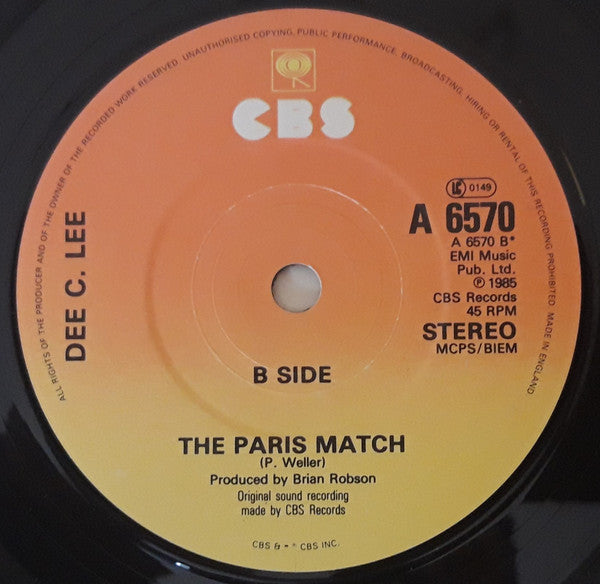 ALL RIGHTS OF THE PRODUCER AND OF THE OWNER OF THE RECORDED WORK RESERVED. UNAUTHORISED COPYING, PUBLIC PERFORMANCE, BROADCASTING, HIRING OR RENTAL OF THIS RECORDING PROHIBITED. MADE IN ENGLAND
CBS
DEE C. LEE
LC 0149
A 6570
A 6570 B*
EMI Music
Pub. Ltd.
℗ 1985
CBS Records
45 RPM
STEREO
MCPS/BIEM
B SIDE
THE PARIS MATCH
(P. Weller)
Produced by Brian Robson
Original sound recording
made by CBS Records
CBS & CBS INC.